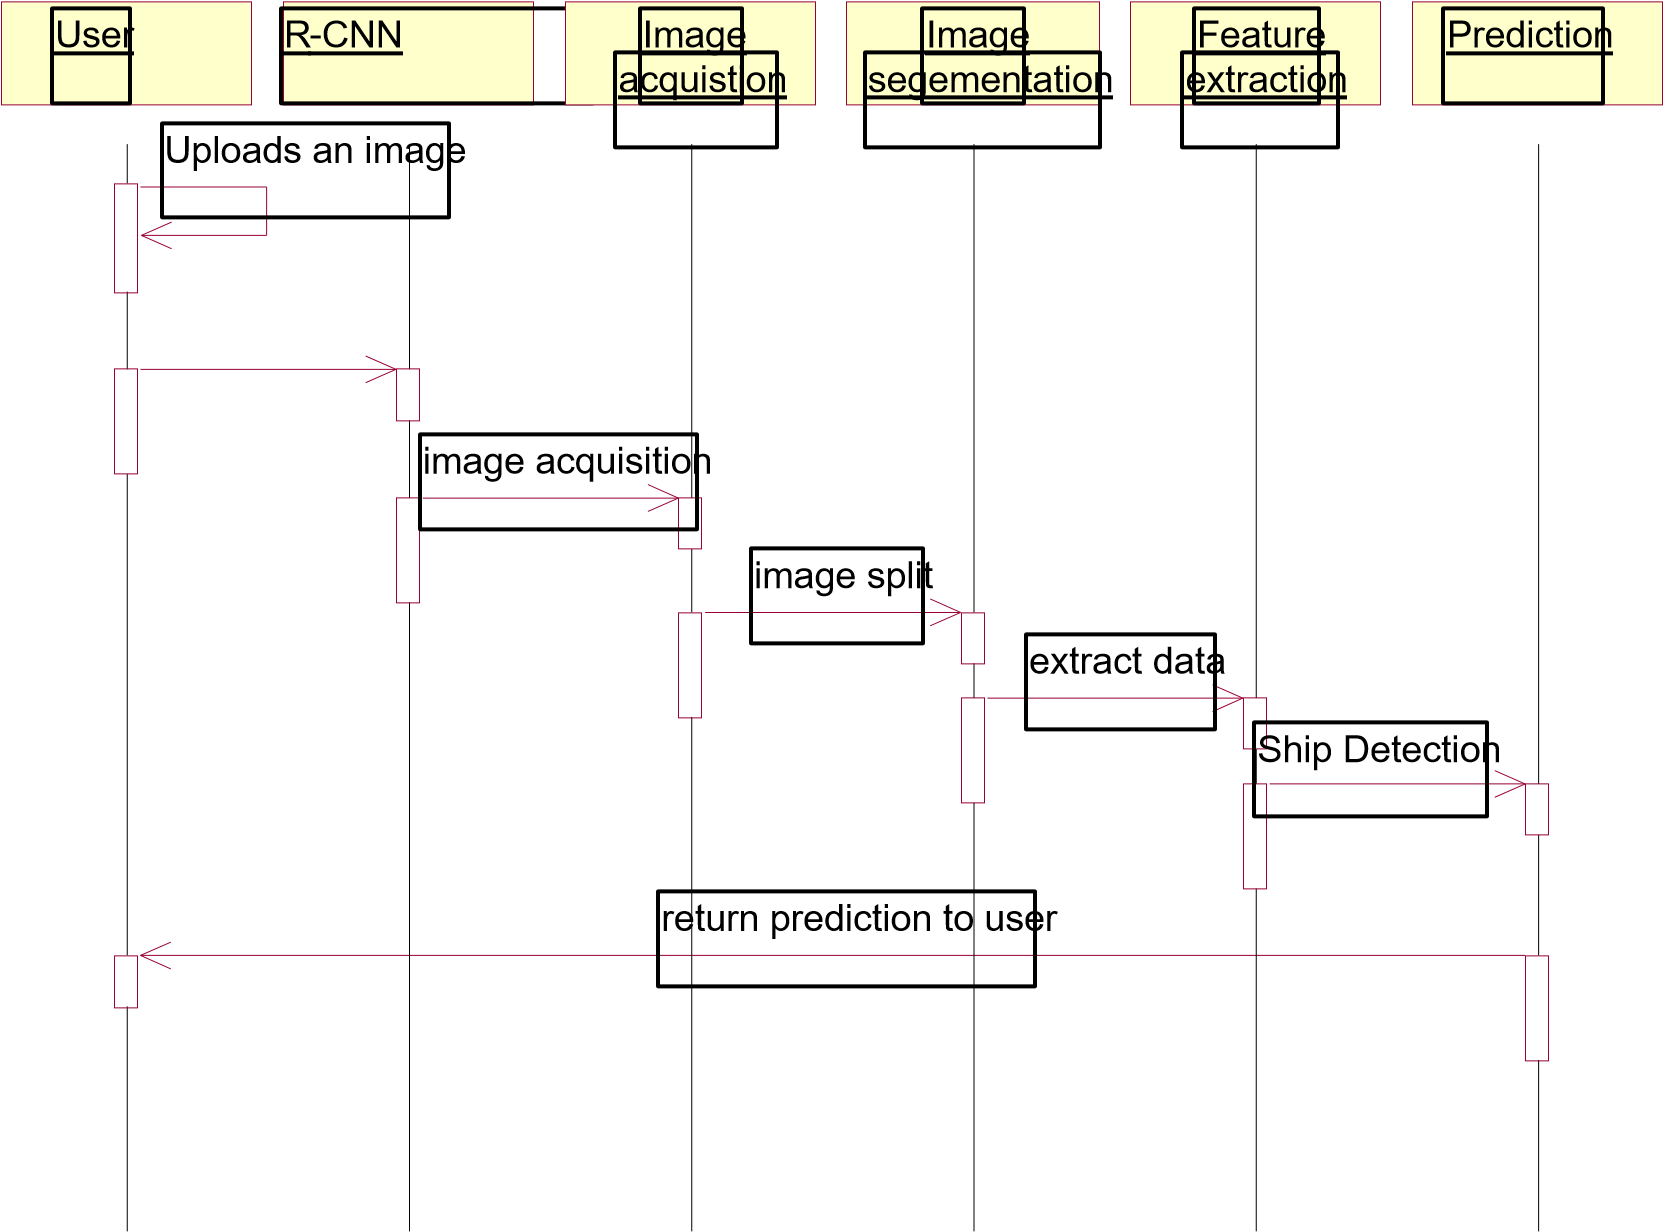 User
R-CNN
Image
acquistion
Image
segementation
Feature
extraction
Prediction
Uploads an image
image acquisition
image split
extract data
Ship Detection
return prediction to user